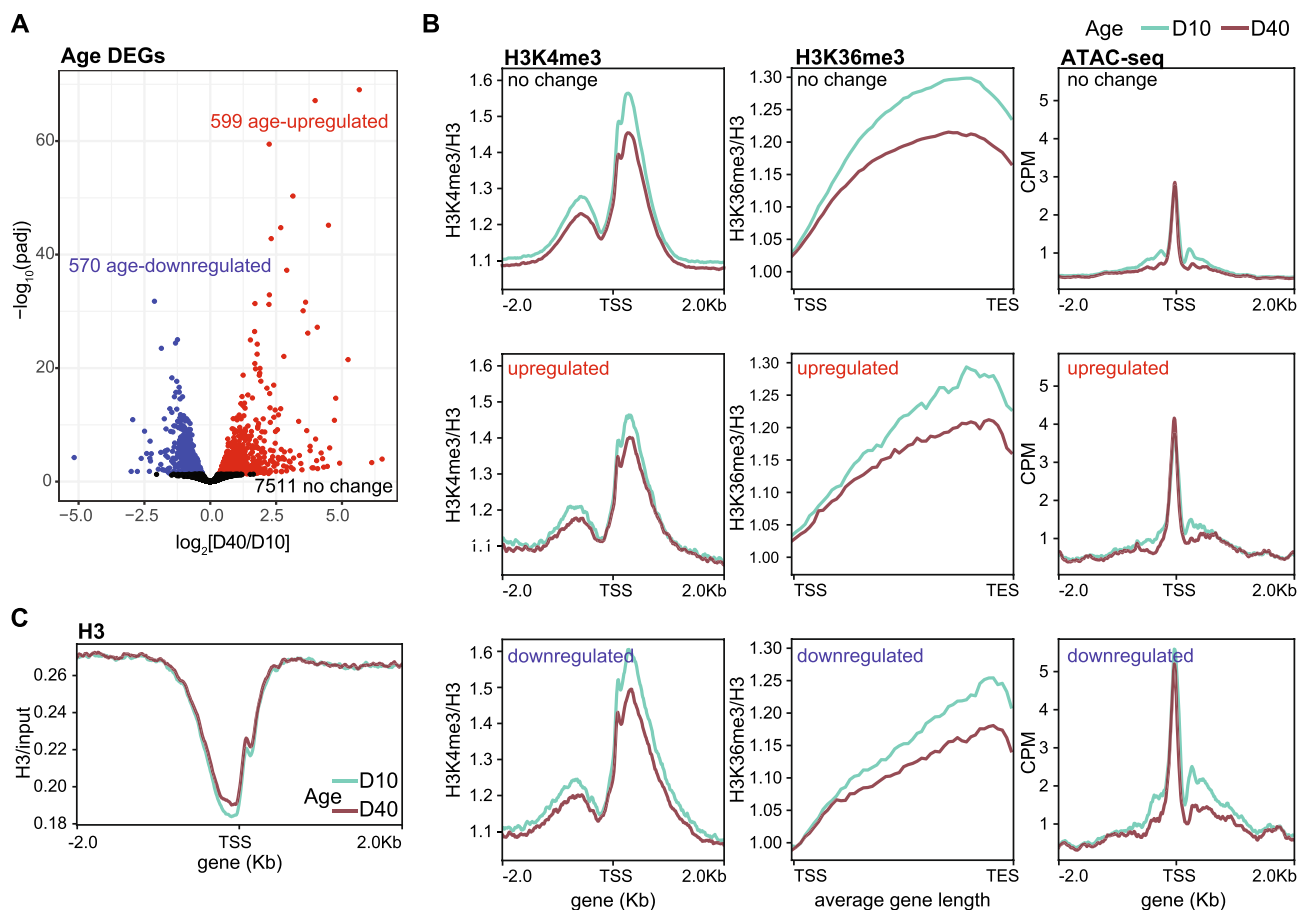 A
Age DEGs
599 age-upregulated
570 age-downregulated
7511 no change
60
40
20
0
−log10(padj)
−5.0 −2.5 0.0 2.5 5.0
log2[D40/D10]
B
Age D10 D40
H3K4me3
no change
1.6
1.5
1.4
1.3
1.2
1.1
H3K4me3/H3
-2.0 TSS 2.0Kb
H3K36me3
no change
1.30
1.25
1.20
1.15
1.10
1.05
1.00
H3K36me3/H3
TSS TES
ATAC-seq
no change
5
4
3
2
1
CPM
-2.0 TSS 2.0Kb
upregulated
1.6
1.5
1.4
1.3
1.2
1.1
H3K4me3/H3
-2.0 TSS 2.0Kb
upregulated
1.30
1.25
1.20
1.15
1.10
1.05
1.00
H3K36me3/H3
TSS TES
upregulated
5
4
3
2
1
CPM
-2.0 TSS 2.0Kb
downregulated
1.6
1.5
1.4
1.3
1.2
1.1
H3K4me3/H3
-2.0 TSS 2.0Kb
gene (Kb)
downregulated
1.30
1.25
1.20
1.15
1.10
1.05
1.00
H3K36me3/H3
TSS TES
average gene length
downregulated
5
4
3
2
1
CPM
-2.0 TSS 2.0Kb
gene (Kb)
C
H3
0.26
0.24
0.22
0.20
0.18
H3/input
D10
Age
D40
-2.0 TSS 2.0Kb
gene (Kb)